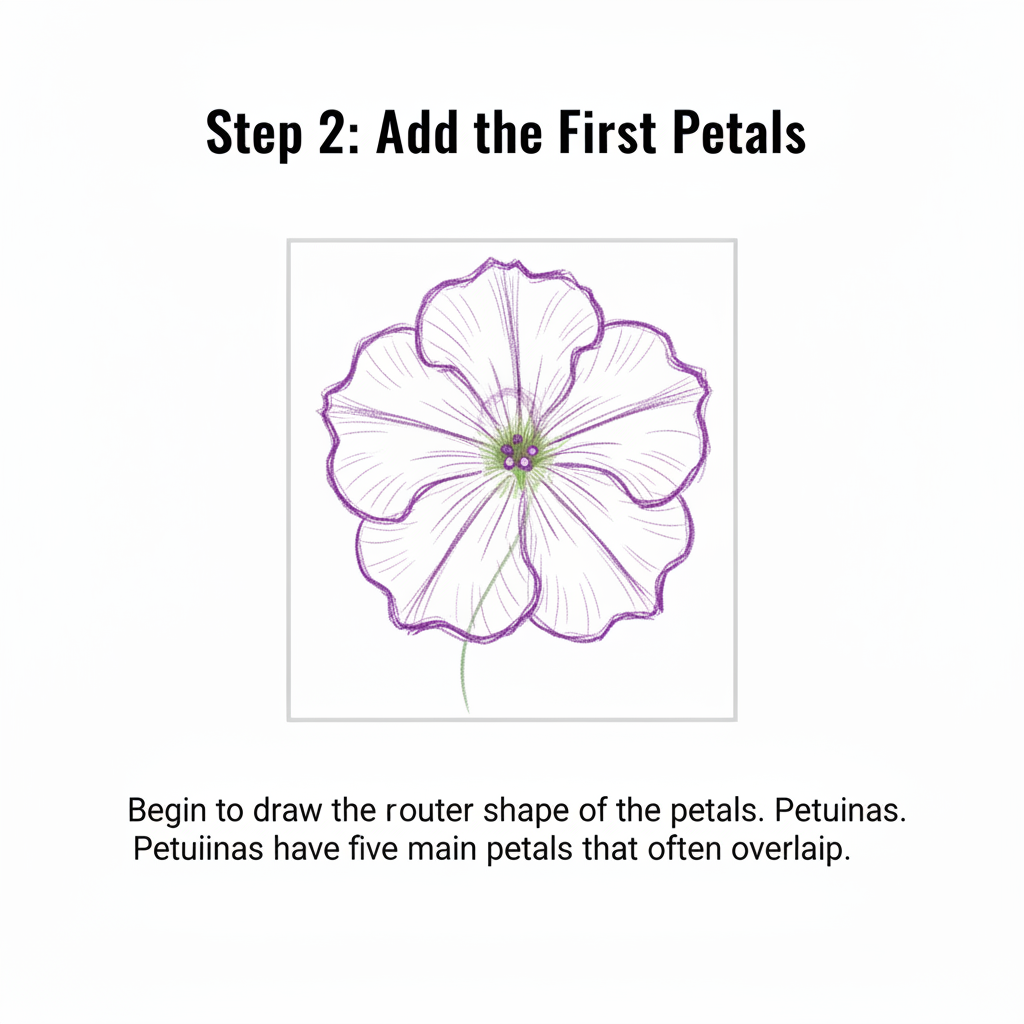 Step 2: Add the First Petals
Begin to draw the router shape of the petals. Petuinas.
Petuiinas have five main petals that often overlaip.